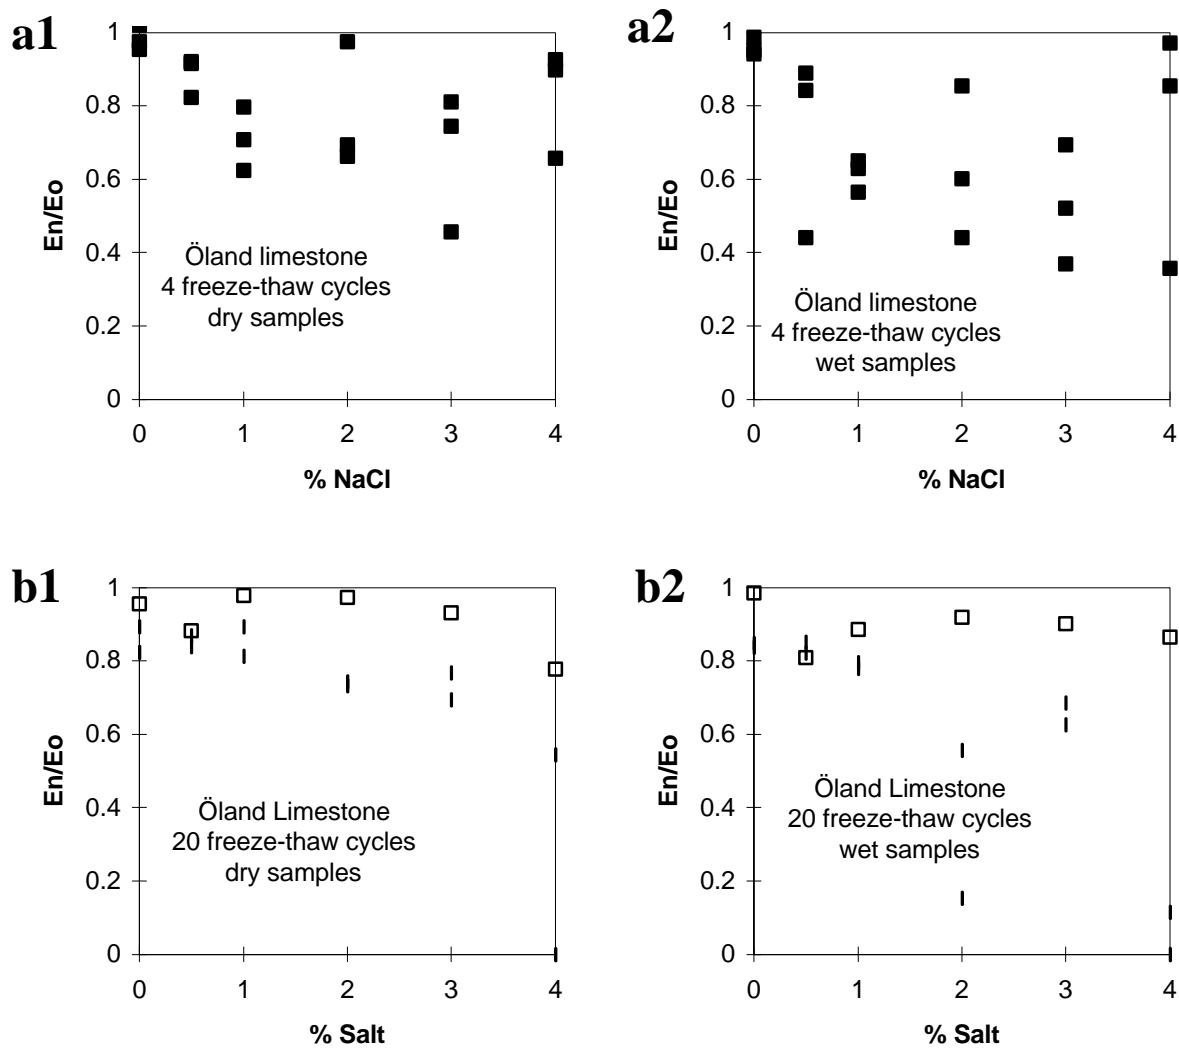 a1
1
0.8
0.6
0.4
0.2
0
En/Eo
Öland limestone
4 freeze-thaw cycles
dry samples
0 1 2 3 4
% NaCl
a2
1
0.8
0.6
0.4
0.2
0
En/Eo
Öland limestone
4 freeze-thaw cycles
wet samples
0 1 2 3 4
% NaCl
b1
1
0.8
0.6
0.4
0.2
0
En/Eo
Öland Limestone
20 freeze-thaw cycles
dry samples
0 1 2 3 4
% Salt
b2
1
0.8
0.6
0.4
0.2
0
En/Eo
Öland Limestone
20 freeze-thaw cycles
wet samples
0 1 2 3 4
% Salt